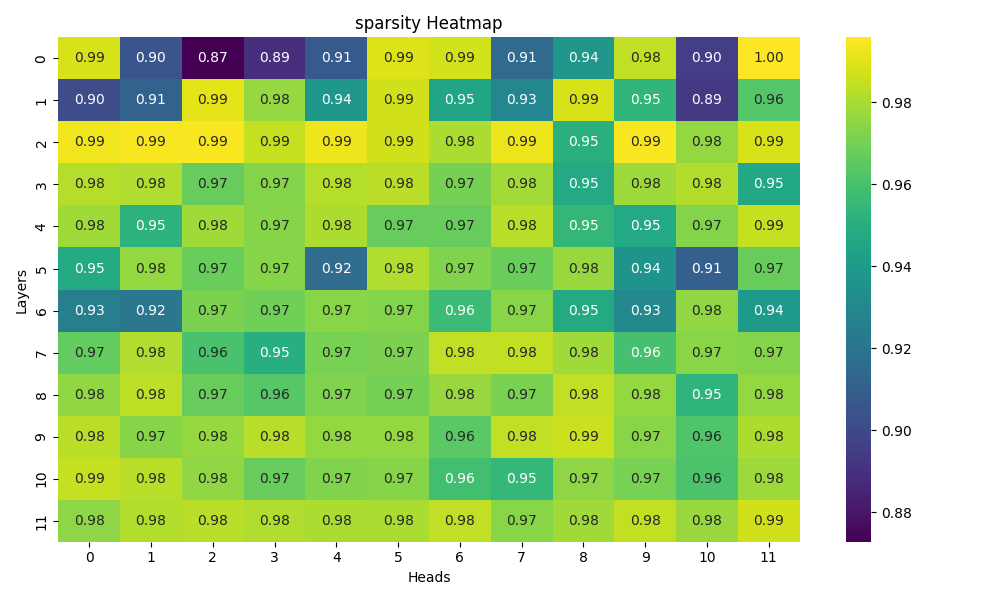 sparsity Heatmap
0 0.99 0.90 0.87 0.89 0.91 0.99 0.99 0.91 0.94 0.98 0.90 1.00
1 0.90 0.91 0.99 0.98 0.94 0.99 0.95 0.93 0.99 0.95 0.89 0.96
2 0.99 0.99 0.99 0.99 0.99 0.99 0.98 0.99 0.95 0.99 0.98 0.99
3 0.98 0.98 0.97 0.97 0.98 0.98 0.97 0.98 0.95 0.98 0.98 0.95
4 0.98 0.95 0.98 0.97 0.98 0.97 0.97 0.98 0.95 0.95 0.97 0.99
5 0.95 0.98 0.97 0.97 0.92 0.98 0.97 0.97 0.98 0.94 0.91 0.97
6 0.93 0.92 0.97 0.97 0.97 0.97 0.96 0.97 0.95 0.93 0.98 0.94
7 0.97 0.98 0.96 0.95 0.97 0.97 0.98 0.98 0.98 0.96 0.97 0.97
8 0.98 0.98 0.97 0.96 0.97 0.97 0.98 0.97 0.98 0.98 0.95 0.98
9 0.98 0.97 0.98 0.98 0.98 0.98 0.96 0.98 0.99 0.97 0.96 0.98
10 0.99 0.98 0.98 0.97 0.97 0.97 0.96 0.95 0.97 0.97 0.96 0.98
11 0.98 0.98 0.98 0.98 0.98 0.98 0.98 0.97 0.98 0.98 0.98 0.99
0 1 2 3 4 5 6 7 8 9 10 11
Heads
Layers
0.98
0.96
0.94
0.92
0.90
0.88